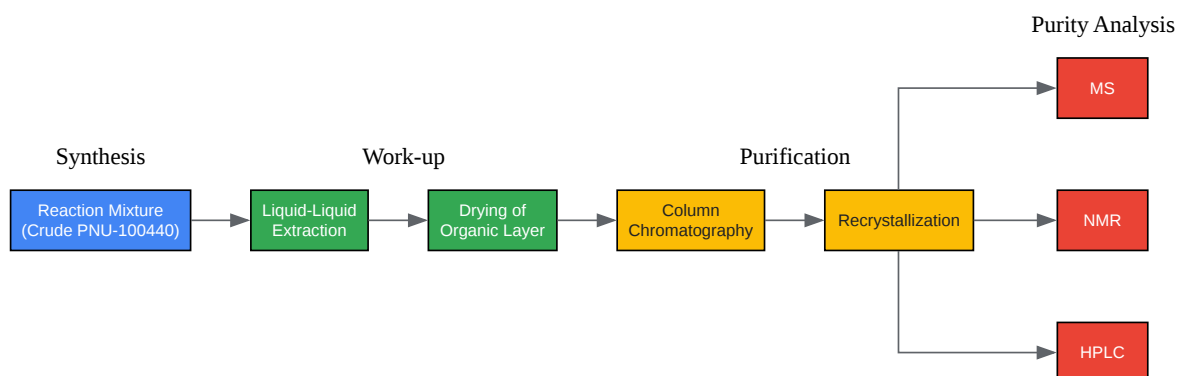 Purity Analysis
MS
Synthesis
Work-up
Purification
Reaction Mixture
(Crude PNU-100440)
Liquid-Liquid
Extraction
Drying of
Organic Layer
Column
Chromatography
Recrystallization
NMR
HPLC